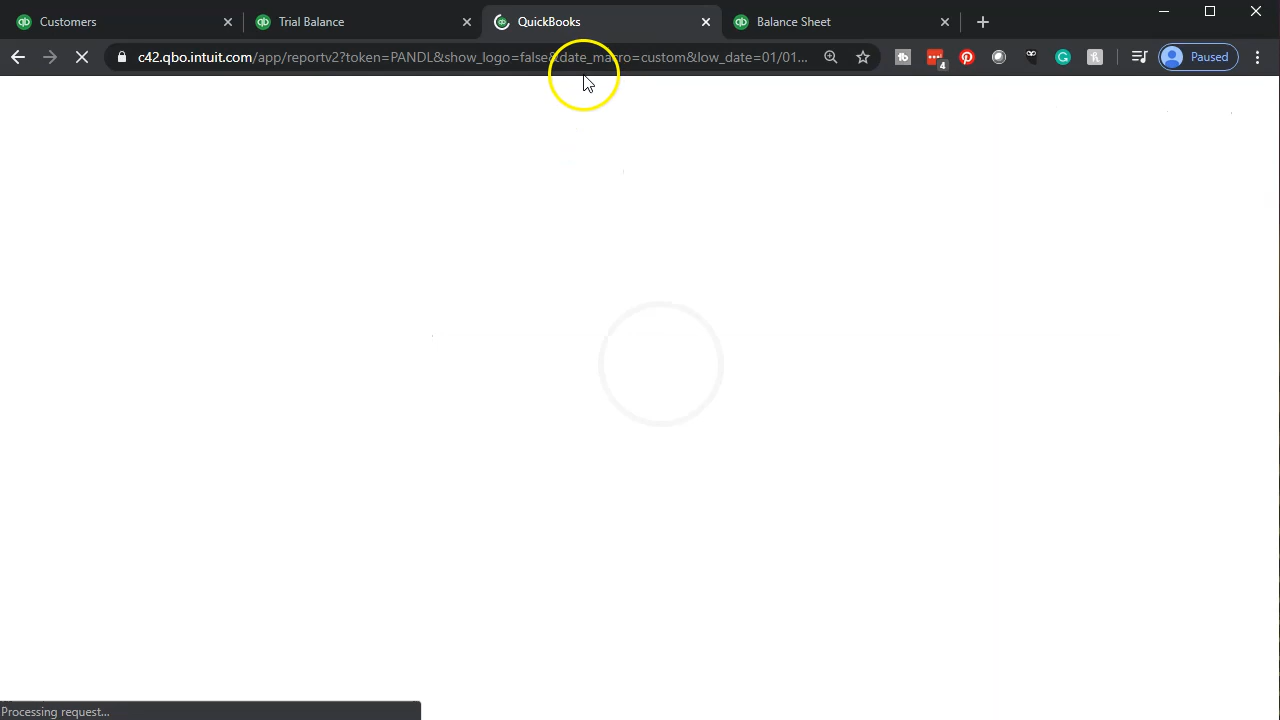 Customers
Trial Balance
QuickBooks
Balance Sheet
c42.qbo.intuit.com/app/reportv2?token=PANDL&show_logo=false&date_macro=custom&low_date=01/01...
4
Paused
Processing request...